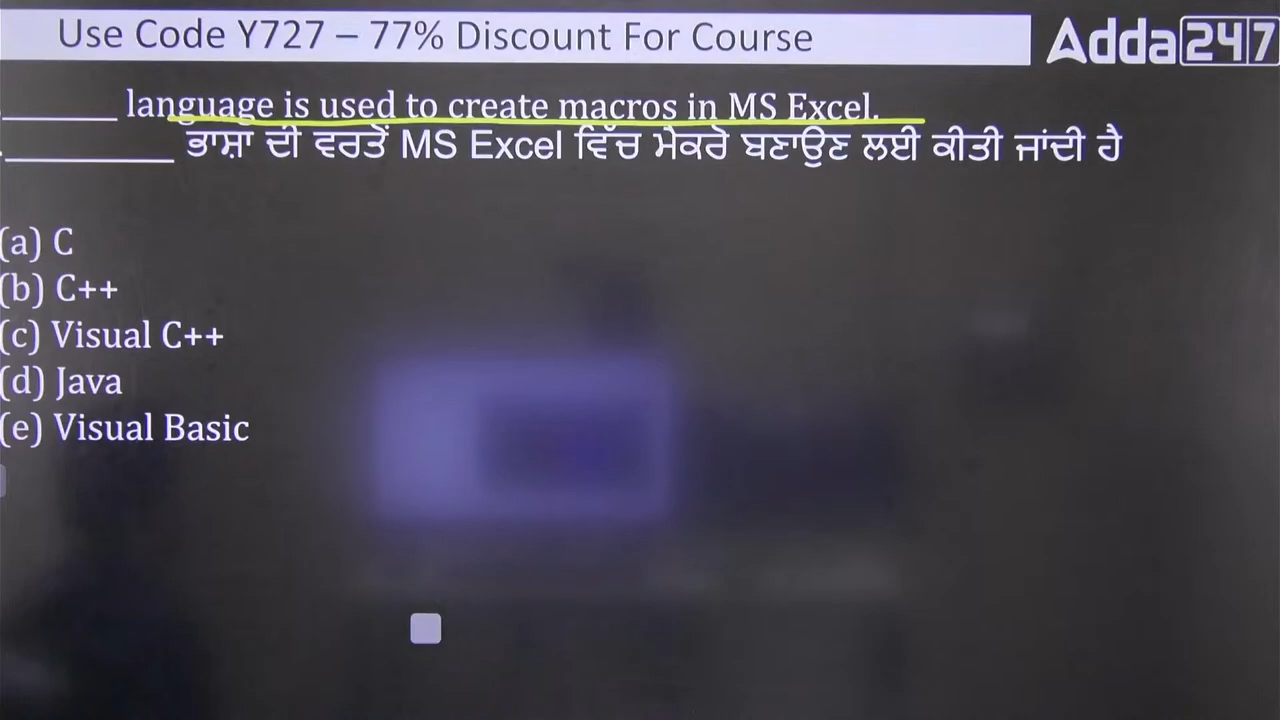 Use Code Y727 – 77% Discount For Course
Adda247
_______ language is used to create macros in MS Excel.
_________ ਭਾਸ਼ਾ ਦੀ ਵਰਤੋਂ MS Excel ਵਿੱਚ ਮੈਕਰੋ ਬਣਾਉਣ ਲਈ ਕੀਤੀ ਜਾਂਦੀ ਹੈ
(a) C
(b) C++
(c) Visual C++
(d) Java
(e) Visual Basic